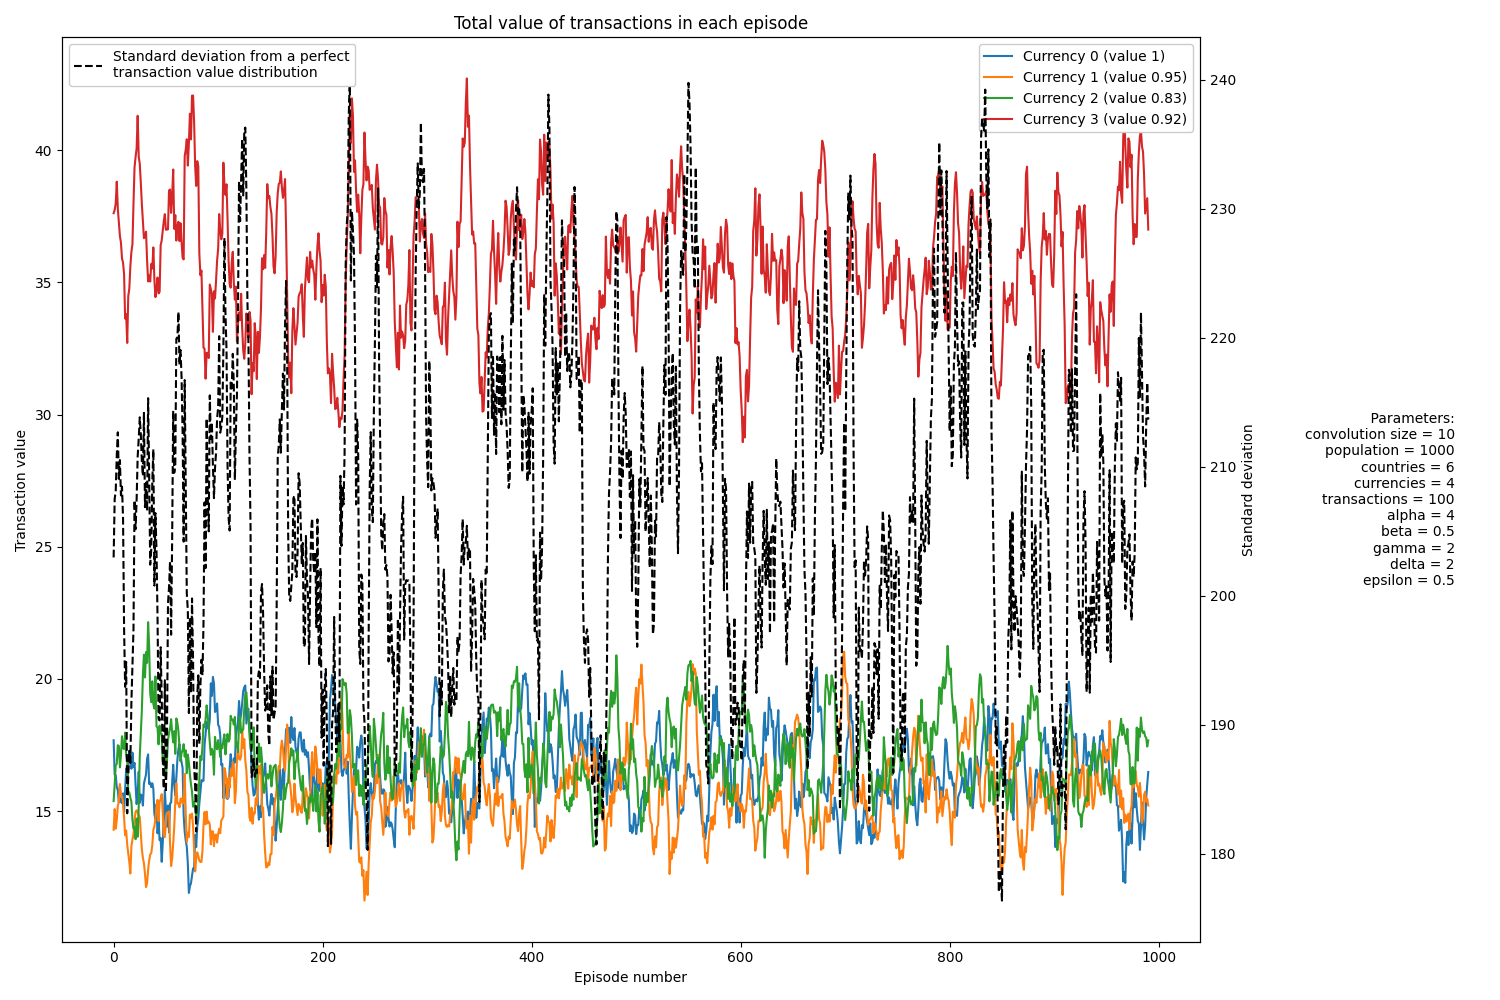 Total value of transactions in each episode
Standard deviation from a perfect
transaction value distribution
Currency 0 (value 1)
Currency 1 (value 0.95)
Currency 2 (value 0.83)
Currency 3 (value 0.92)
Transaction value
40
35
30
25
20
15
0
200
400
600
800
1000
Episode number
240
230
220
210
200
190
180
Standard deviation
Parameters:
convolution size = 10
population = 1000
countries = 6
currencies = 4
transactions = 100
alpha = 4
beta = 0.5
gamma = 2
delta = 2
epsilon = 0.5